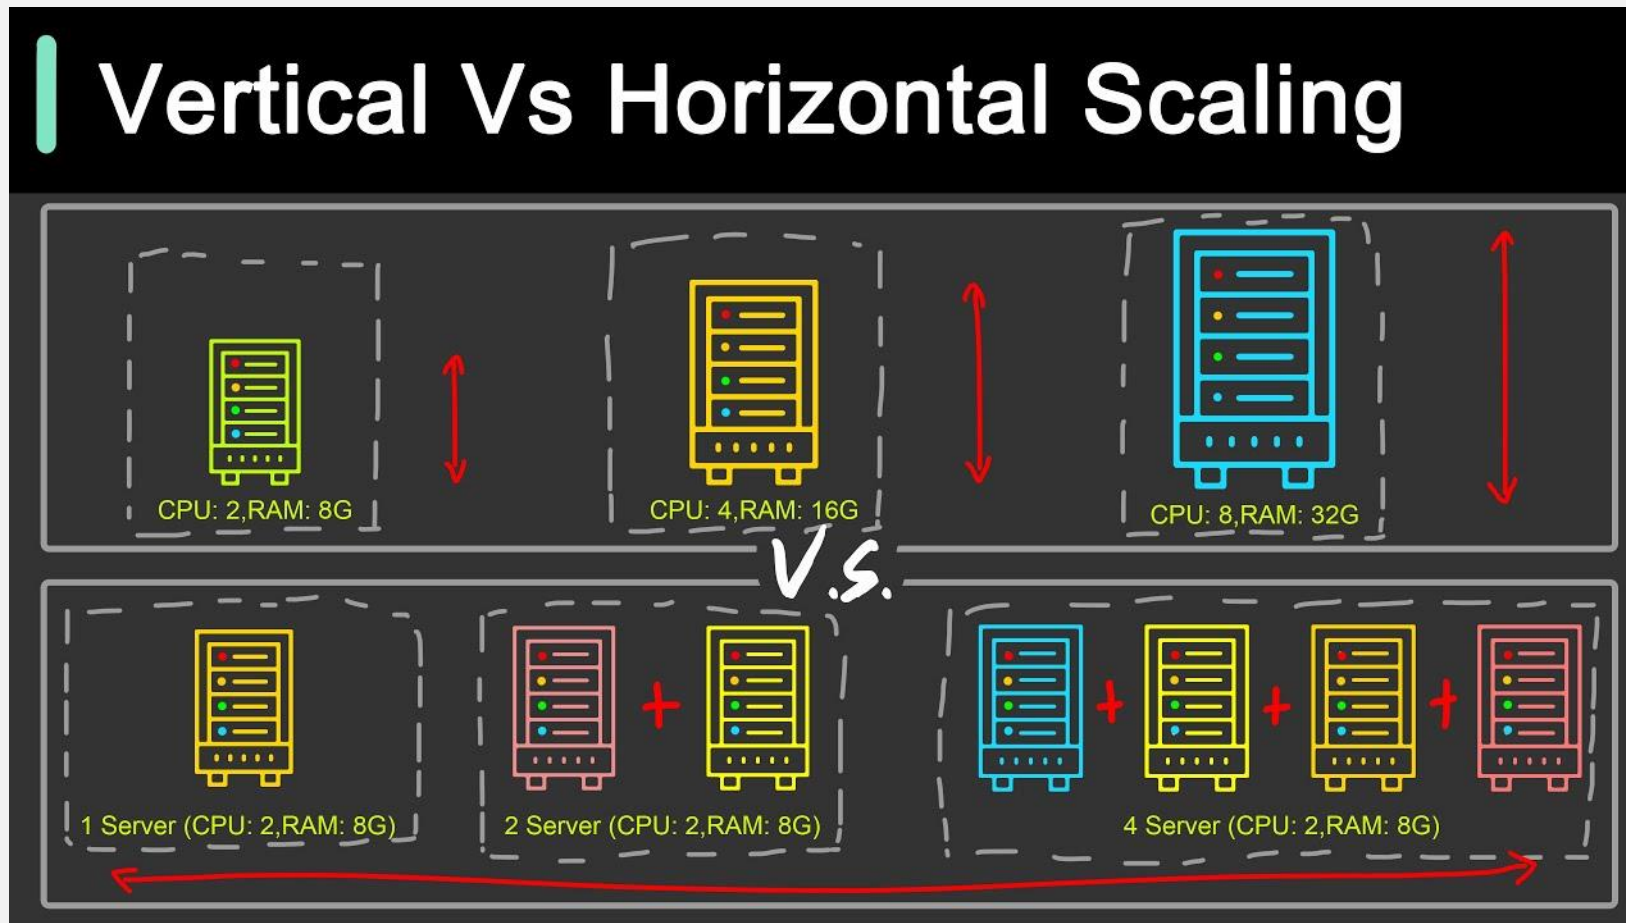 Vertical Vs Horizontal Scaling
CPU: 2,RAM: 8G
CPU: 4,RAM: 16G
CPU: 8,RAM: 32G
V.S.
1 Server (CPU: 2,RAM: 8G)
2 Server (CPU: 2,RAM: 8G)
4 Server (CPU: 2,RAM: 8G)